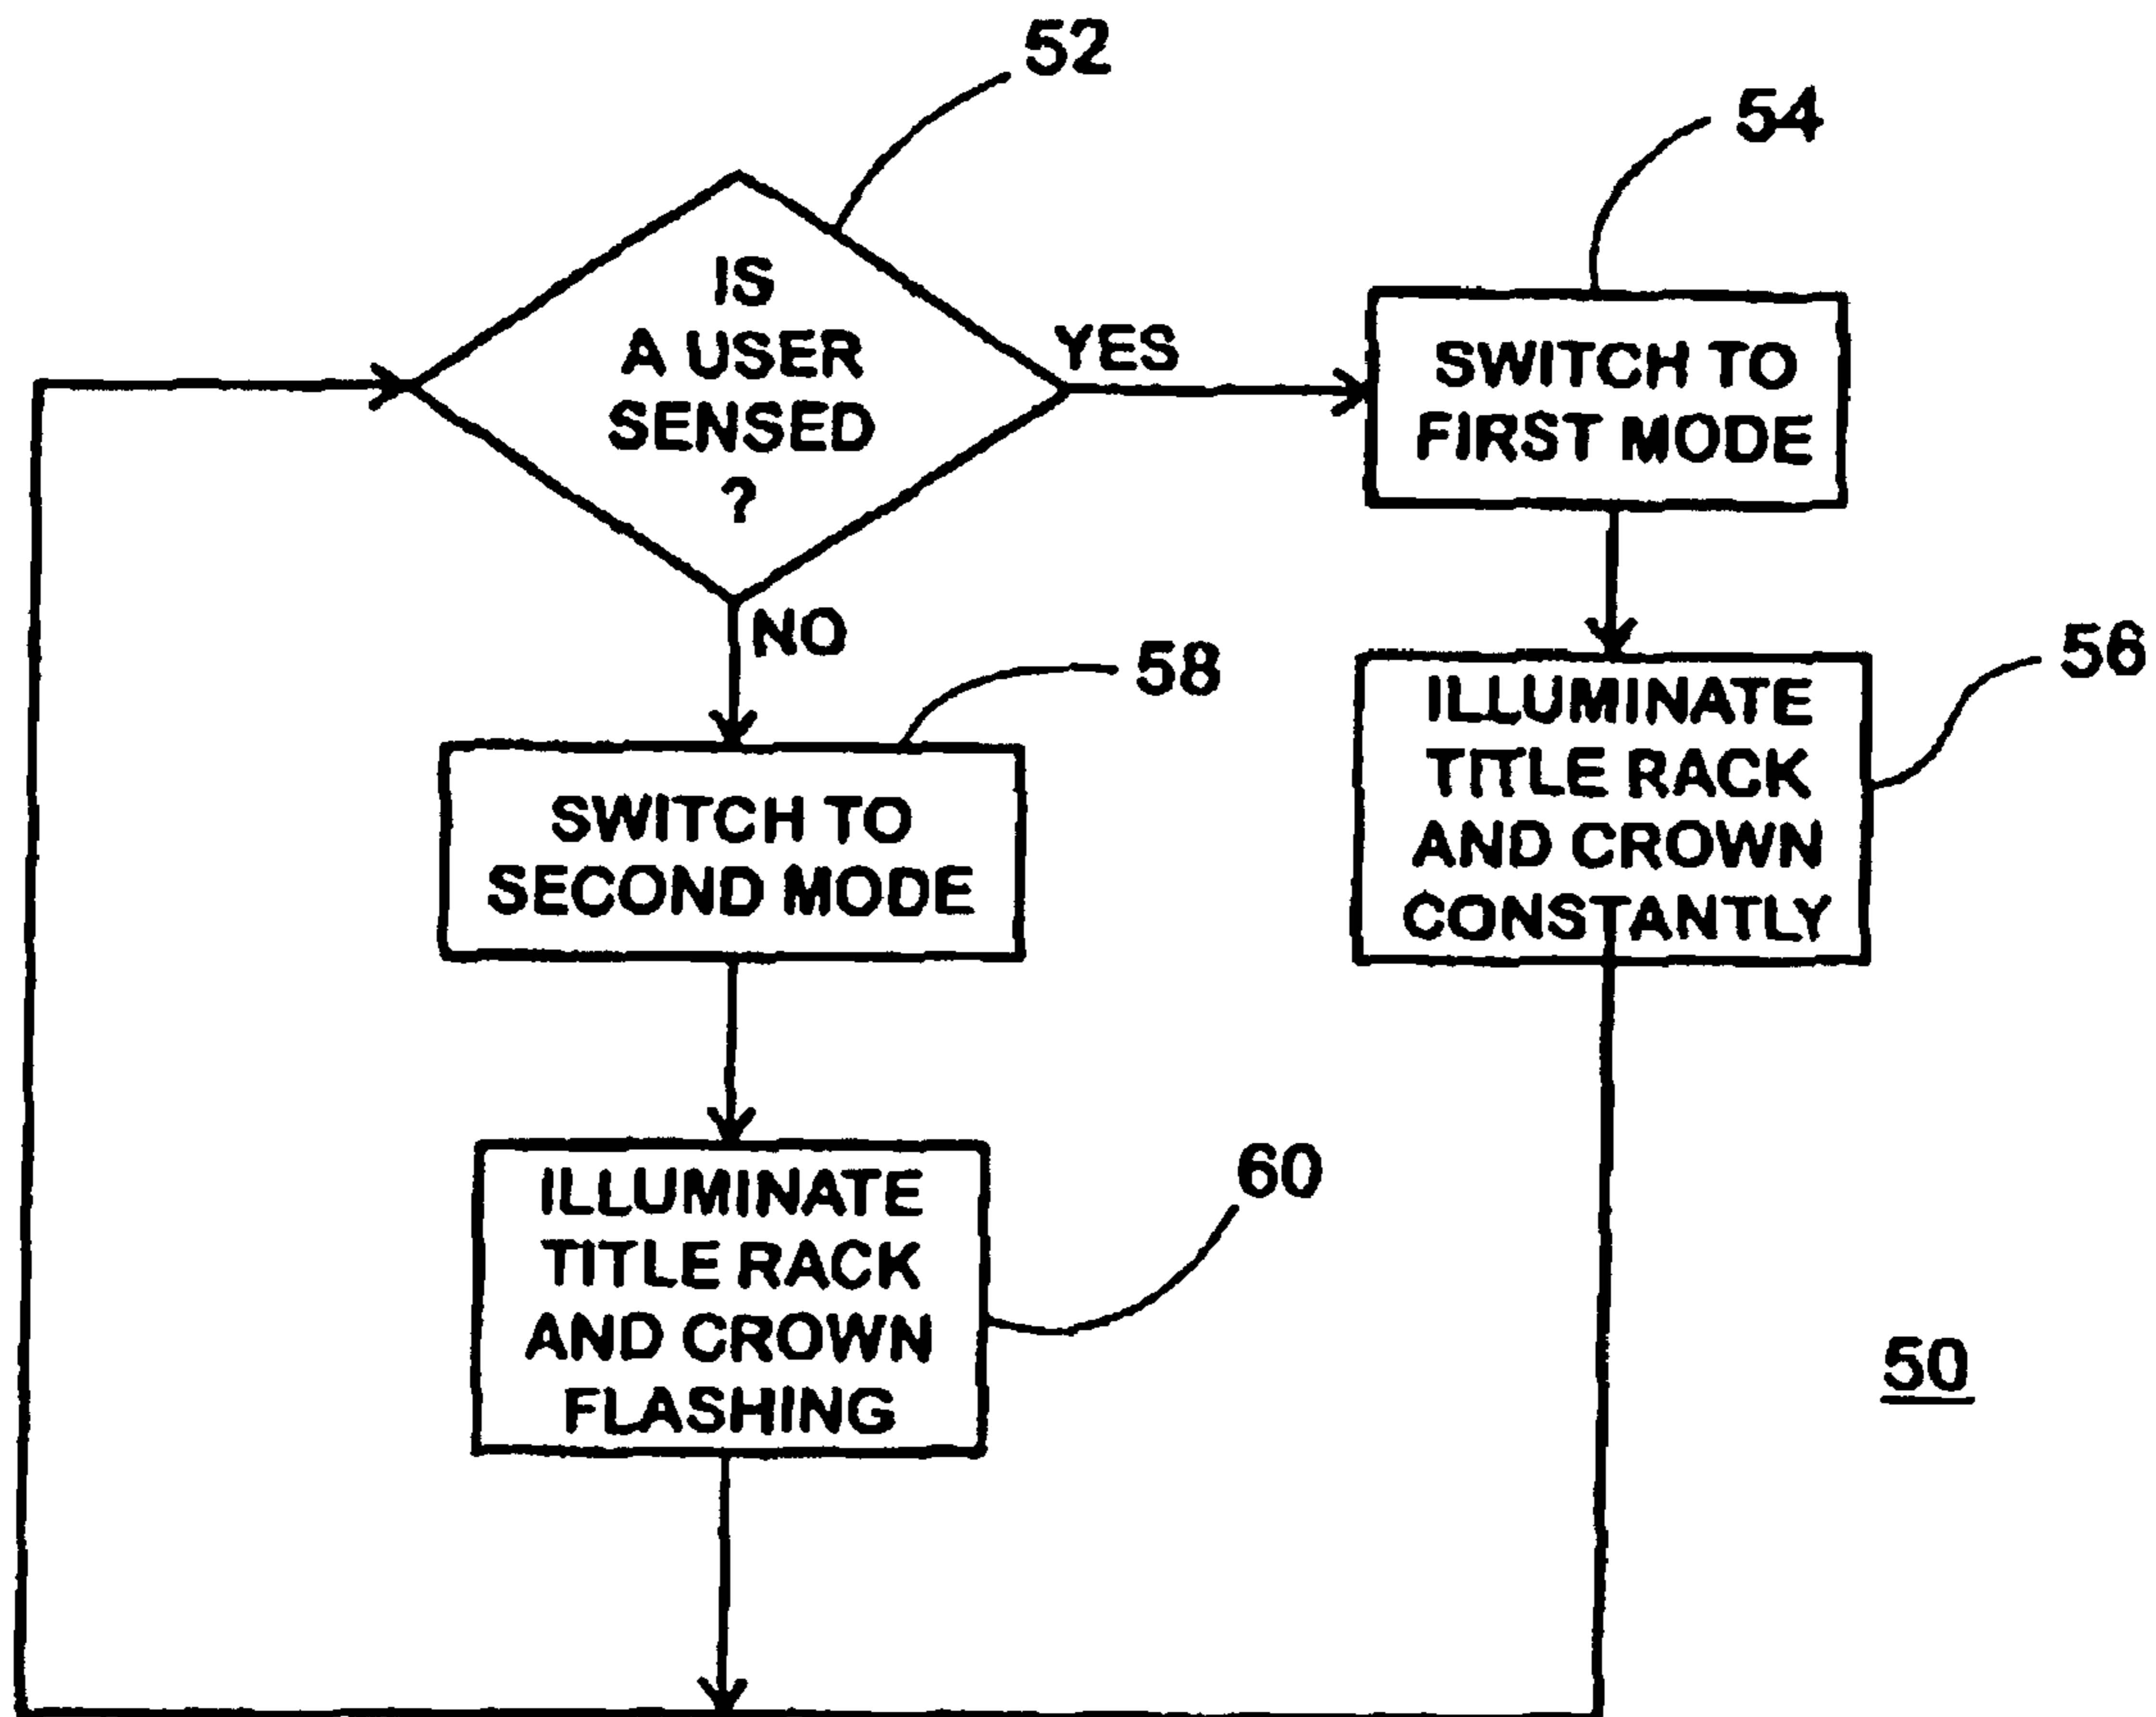 52
54
IS
A USER
SENSED
?
YES
SWITCH TO
FIRST MODE
NO
58
56
ILLUMINATE
TITLE RACK
AND CROWN
CONSTANTLY
SWITCH TO
SECOND MODE
60
ILLUMINATE
TITLE RACK
AND CROWN
FLASHING
50